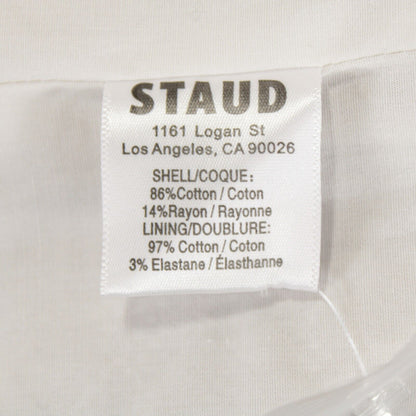 STAUD
1161 Logan St
Los Angeles, CA 90026
SHELL/COQUE:
86%Cotton / Coton
14%Rayon / Rayonne
LINING/DOUBLURE:
97% Cotton / Coton
3% Elastane / Élasthanne